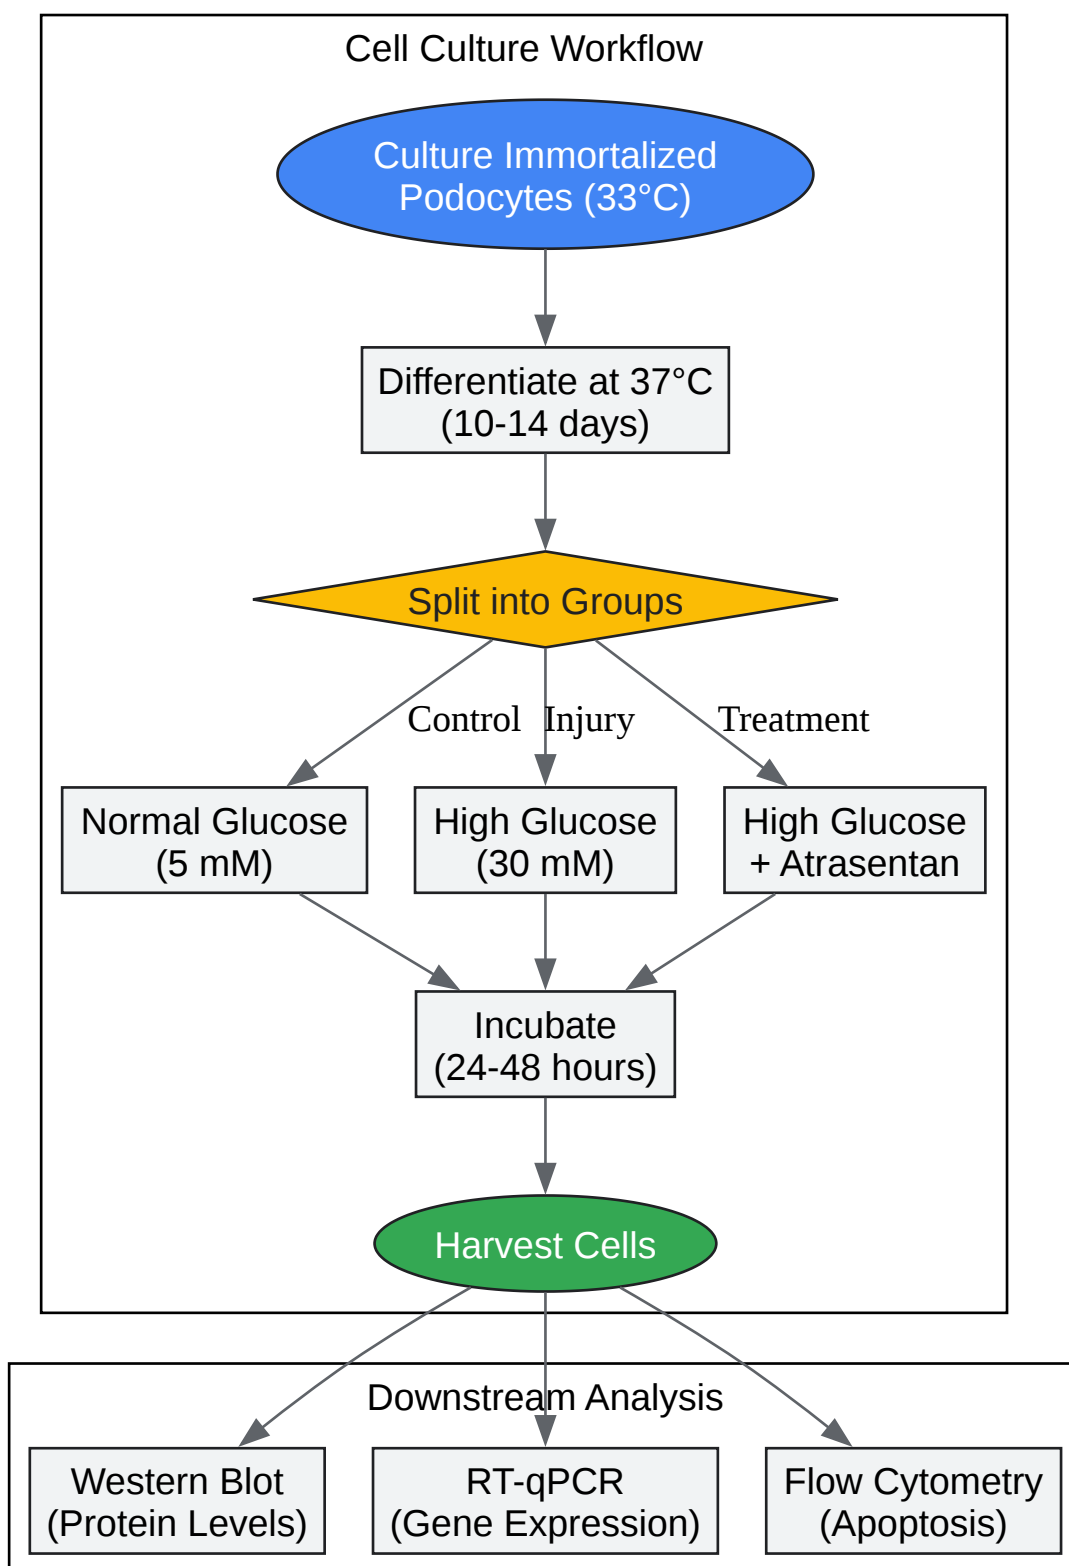 Cell Culture Workflow
Culture Immortalized
Podocytes (33°C)
Differentiate at 37°C
(10-14 days)
Split into Groups
Control
Injury
Treatment
Normal Glucose
(5 mM)
High Glucose
(30 mM)
High Glucose
+ Atrasentan
Incubate
(24-48 hours)
Harvest Cells
Downstream Analysis
Western Blot
(Protein Levels)
RT-qPCR
(Gene Expression)
Flow Cytometry
(Apoptosis)